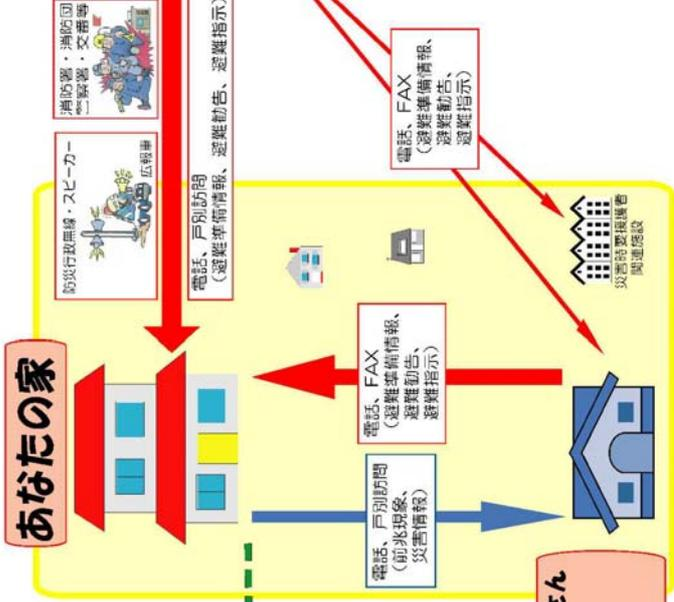 消防署・消防団
警察署・交番等
防災行政無線・スピーカー
広報車
電話、戸別訪問
（避難準備情報、避難勧告、避難指示）
電話、FAX
（避難準備情報、
避難勧告、
避難指示）
災害時要援護者
関連施設
あなたの家
電話、FAX
（避難準備情報、
避難勧告、
避難指示）
電話、戸別訪問
（前兆現象、
災害情報）
さん